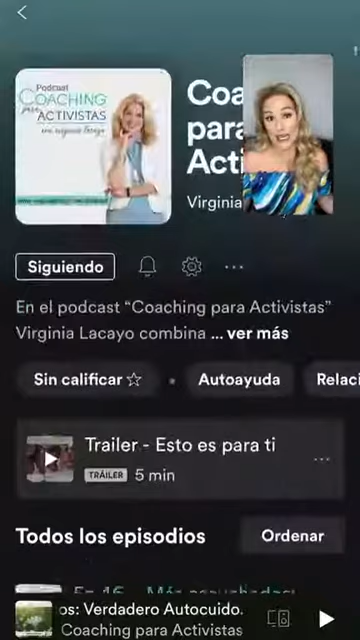 Podcast
COACHING
para ACTIVISTAS
con Virginia Lacayo
Coa
para
Acti
Virginia
Siguiendo
En el podcast “Coaching para Activistas”
Virginia Lacayo combina ... ver más
Sin calificar
Autoayuda
Relaci
Trailer - Esto es para ti
TRÁILER 5 min
Todos los episodios
Ordenar
os: Verdadero Autocuido.
Coaching para Activistas